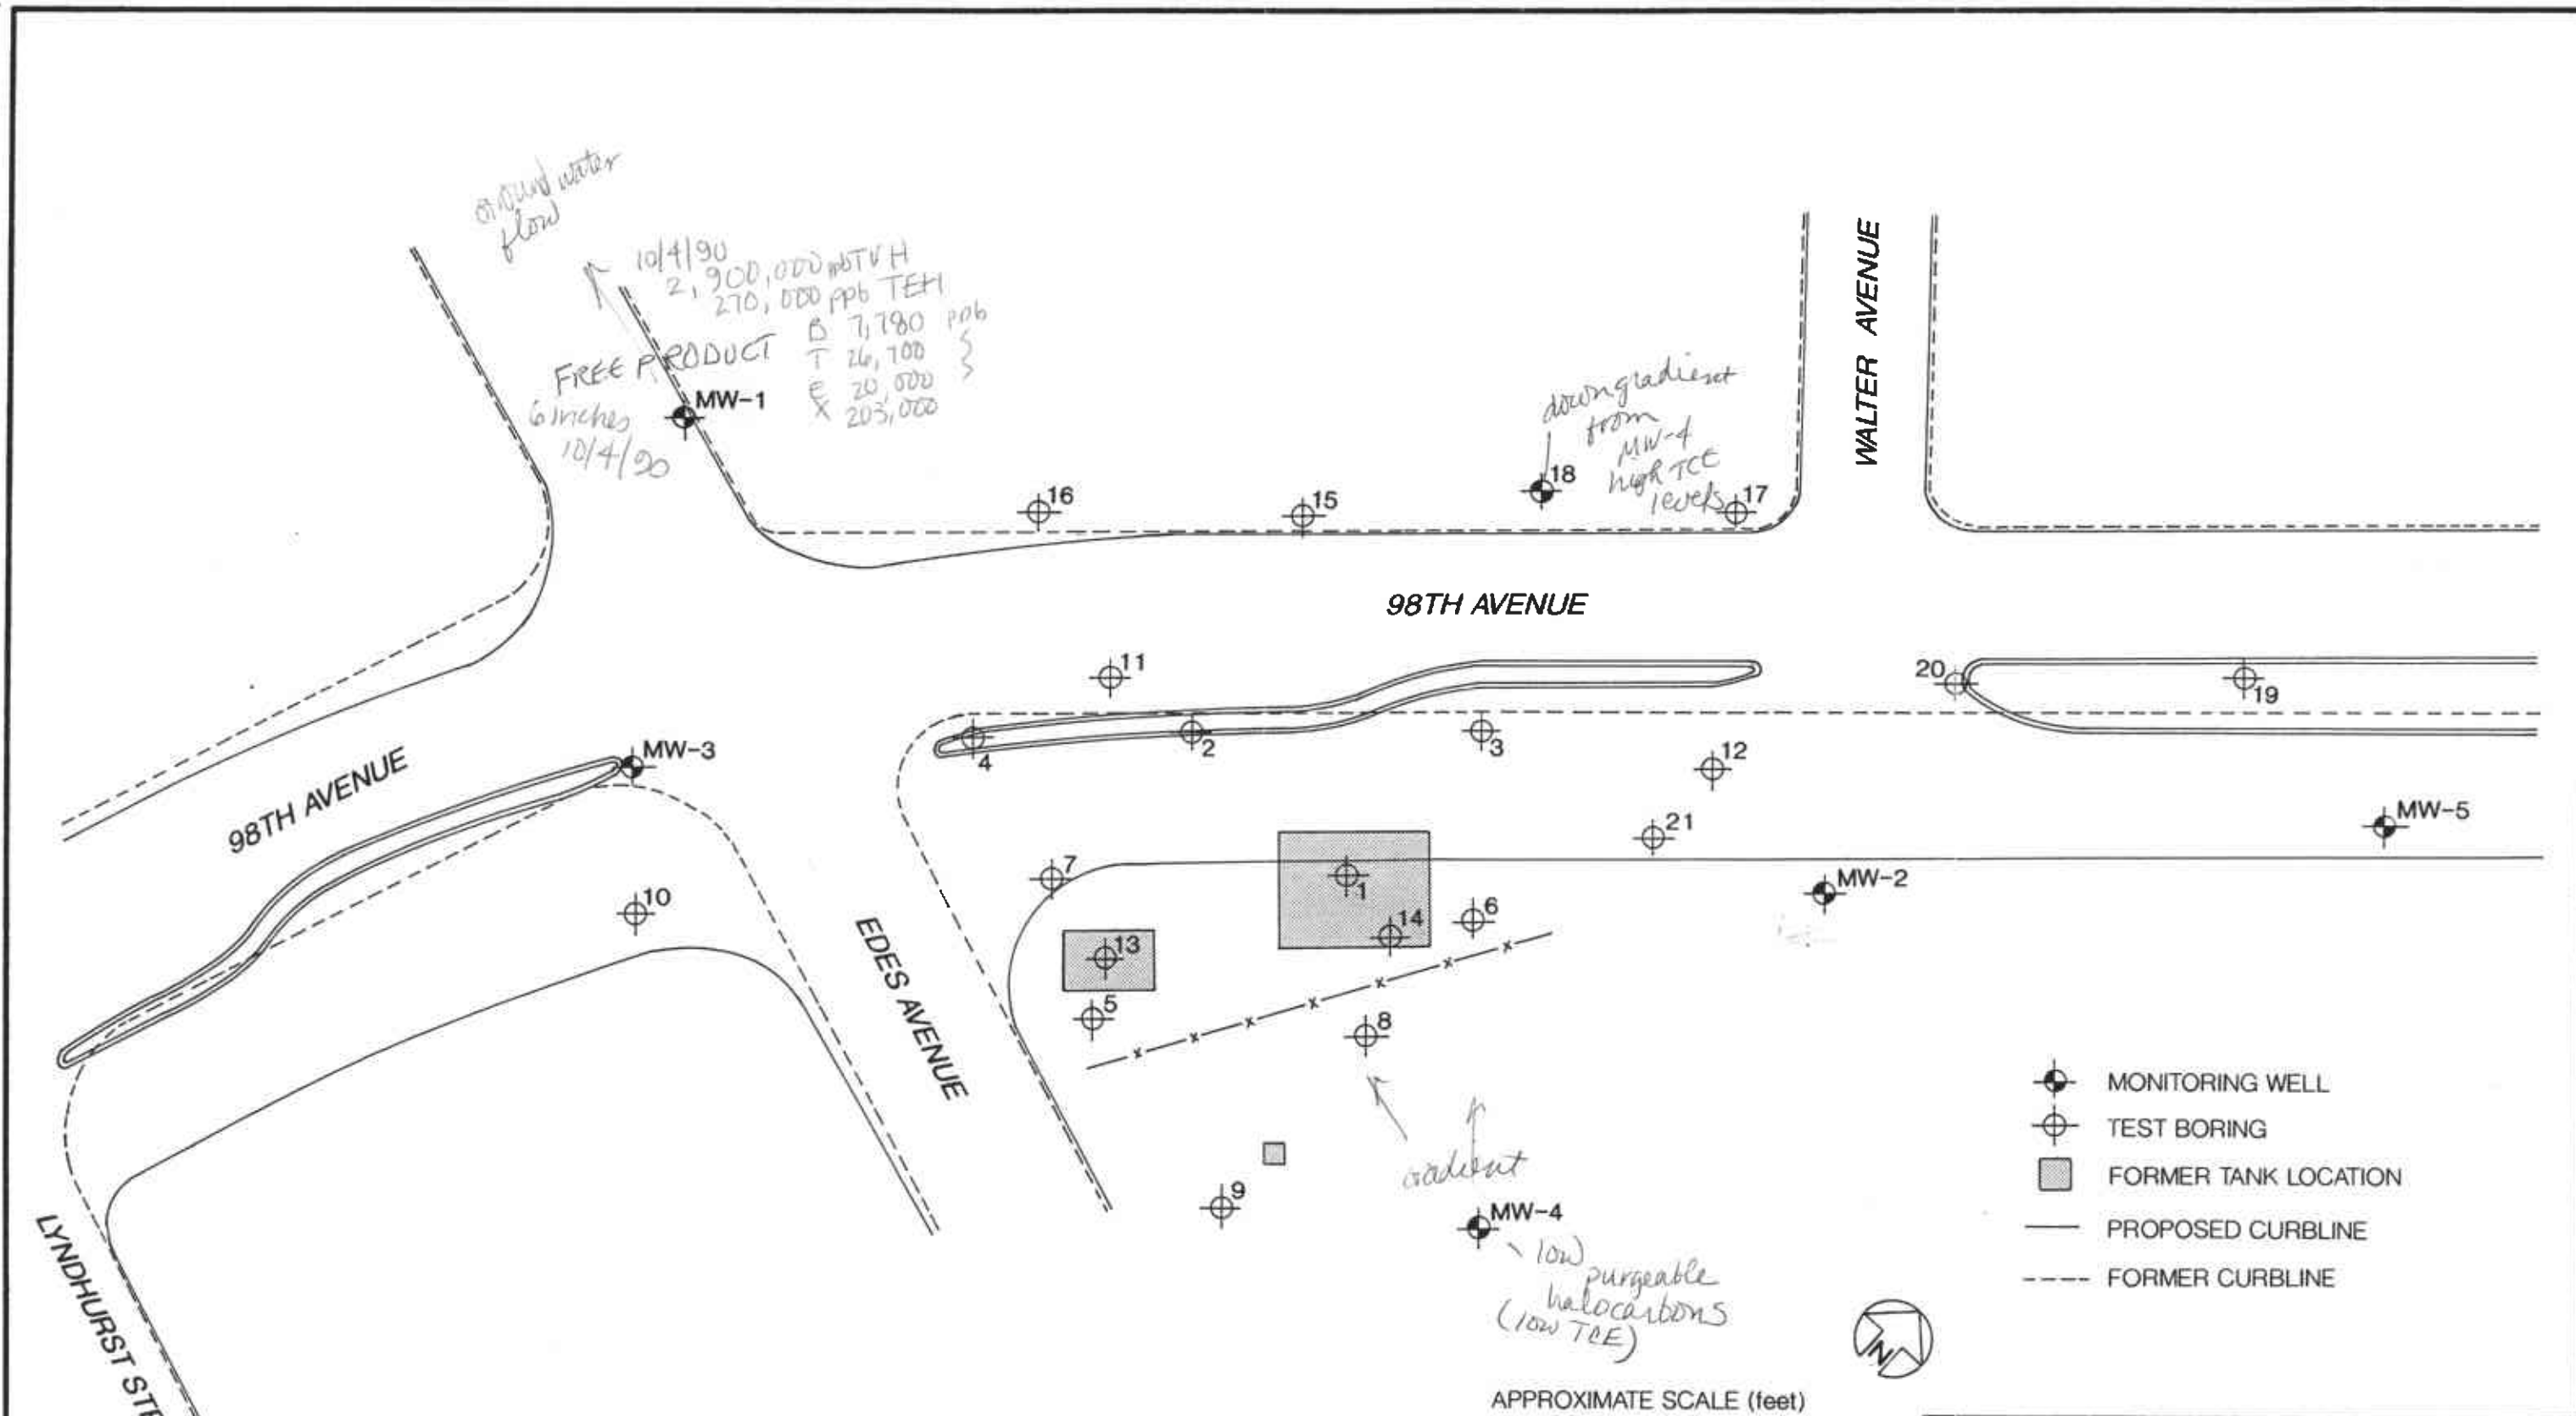 ground water
flow
10/4/90
2,900,000 ppb TVH
270,000 ppb TEH
B 7,780 ppb
T 26,700
E 20,000
X 203,000
FREE PRODUCT
6 inches
10/4/90
MW-1
16
15
18
17
downgradient
from
MW-4
high TCE
levels
WALTER AVENUE
98TH AVENUE
11
20
19
4
2
3
12
MW-3
98TH AVENUE
21
MW-5
7
1
MW-2
10
14
6
13
5
8
EDES AVENUE
gradient
9
MW-4
low
purgeable
halocarbons
(low TCE)
LYNDHURST
MONITORING WELL
TEST BORING
FORMER TANK LOCATION
PROPOSED CURBLINE
FORMER CURBLINE
N
APPROXIMATE SCALE (feet)